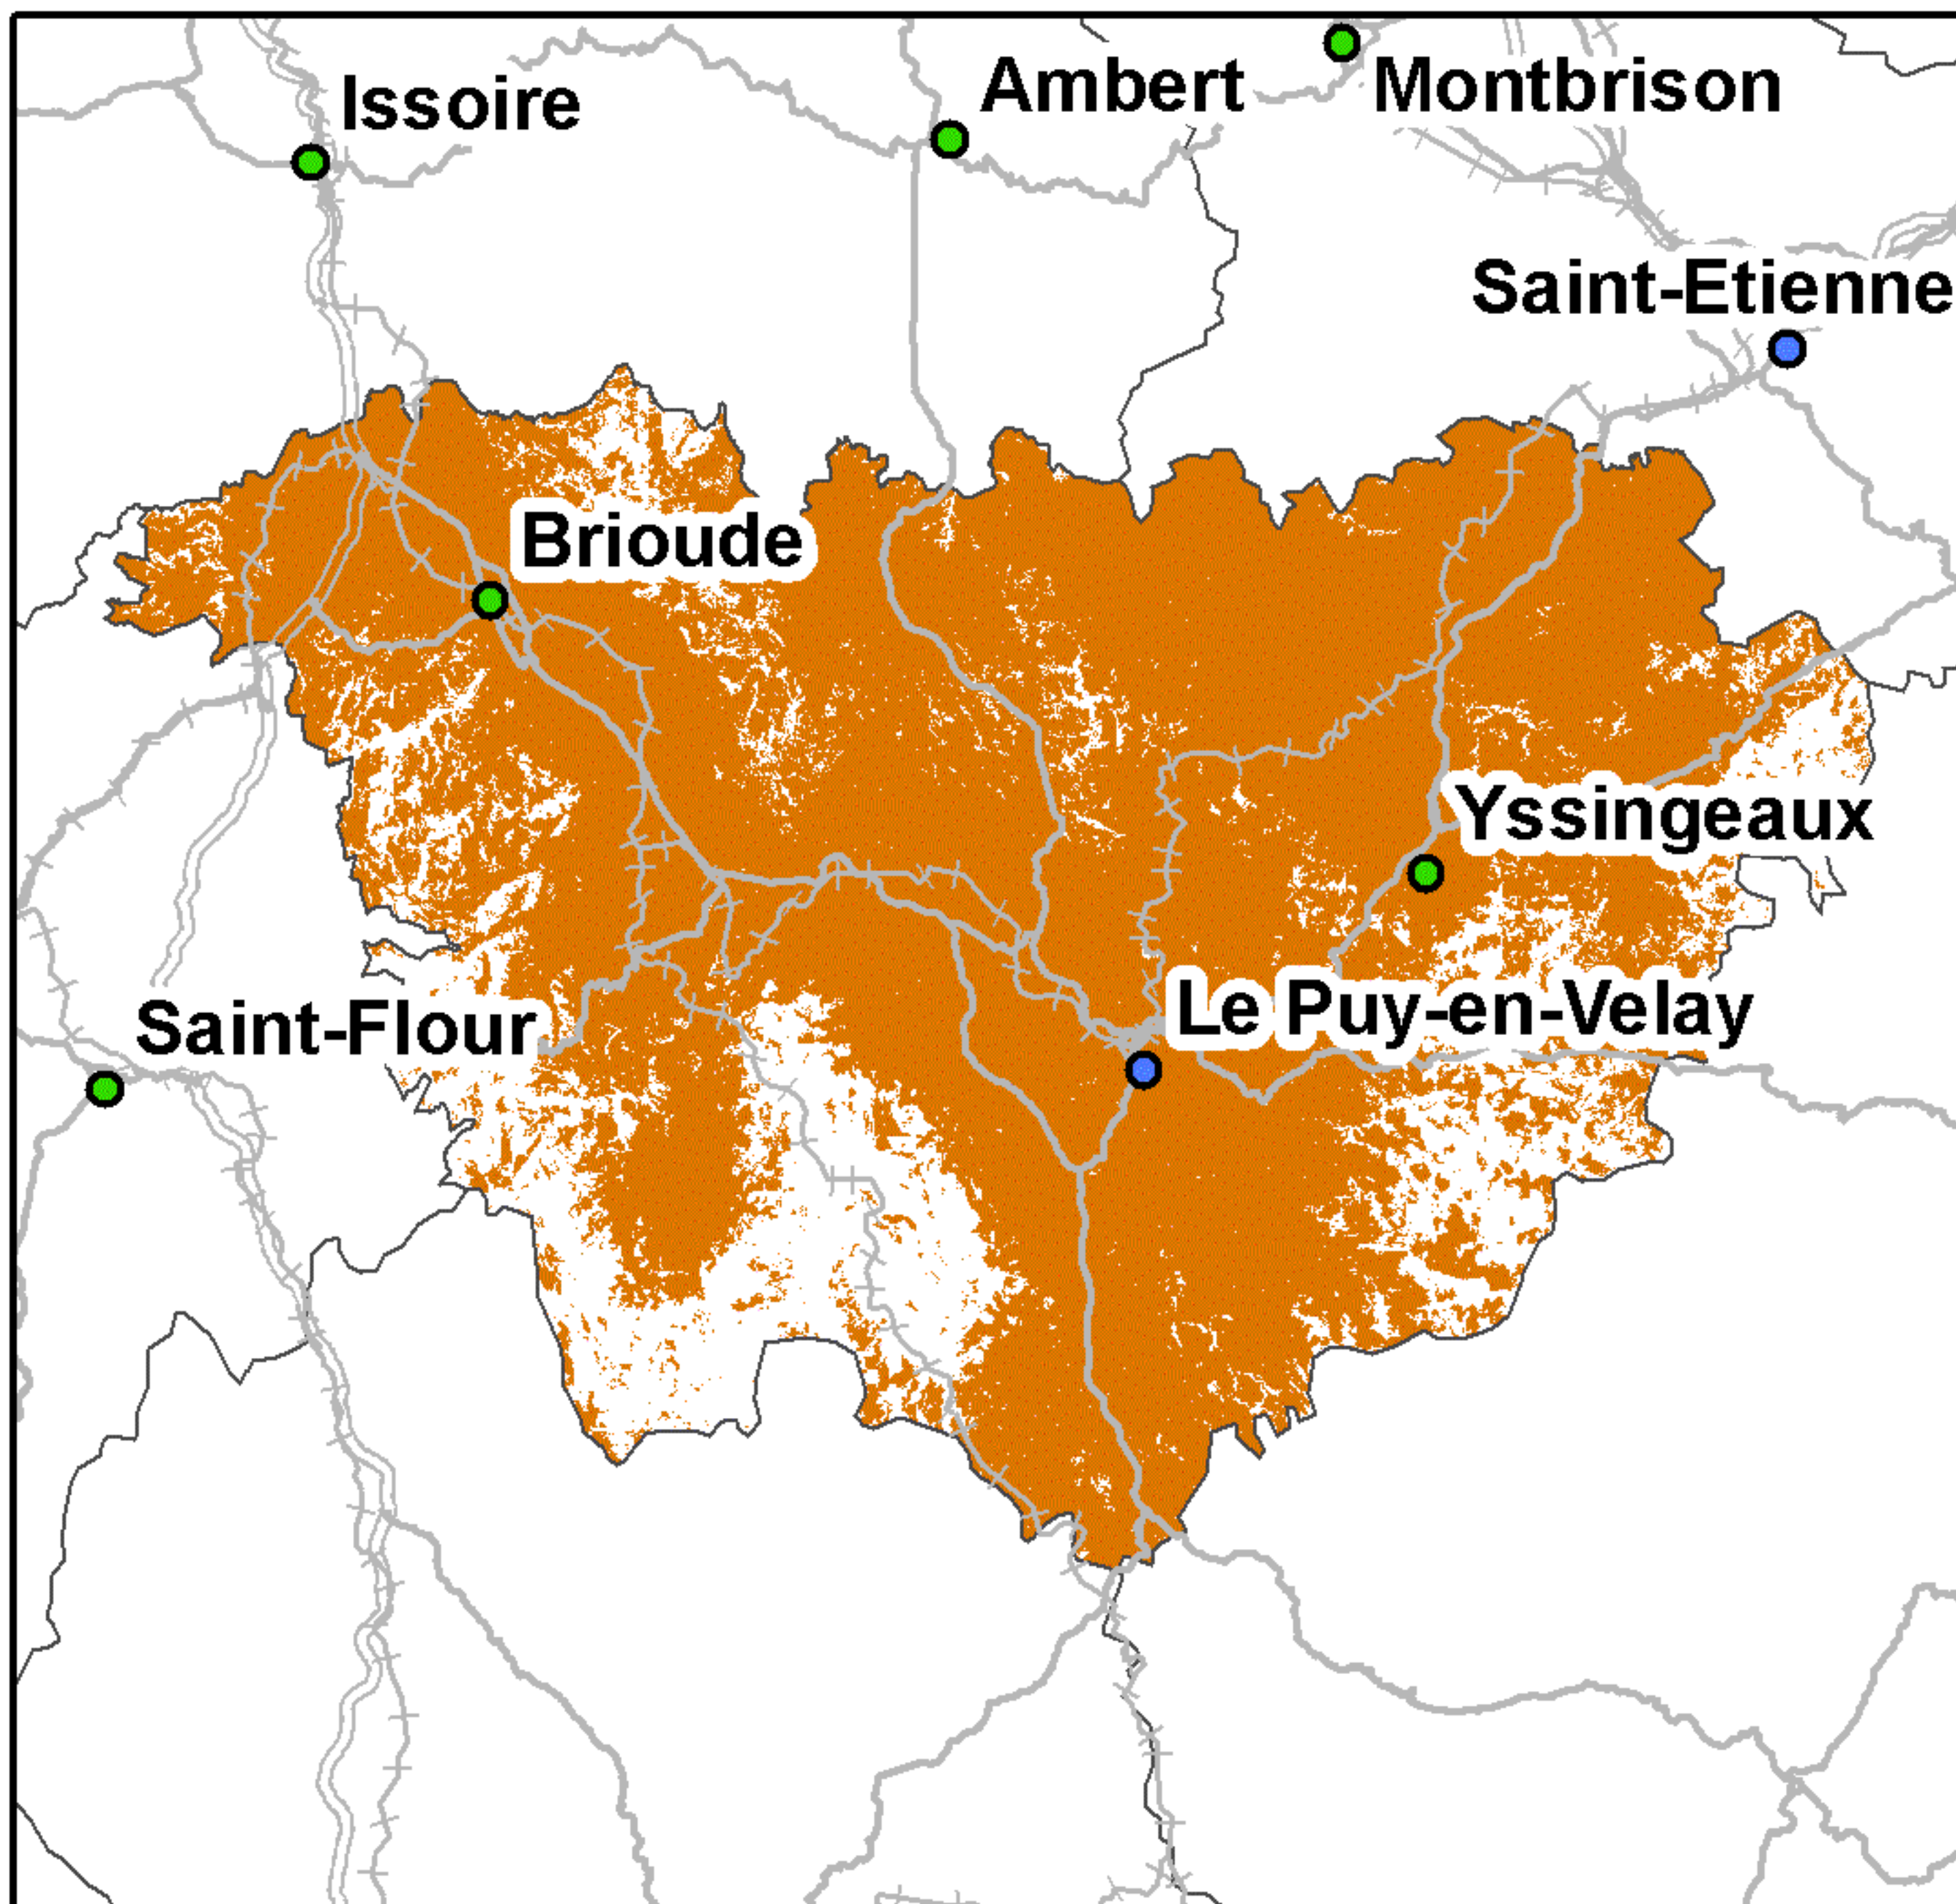 Ambert
Montbrison
Issoire
Saint-Etienne
Brioude
Yssingeaux
Le Puy-en-Velay
Saint-Flour